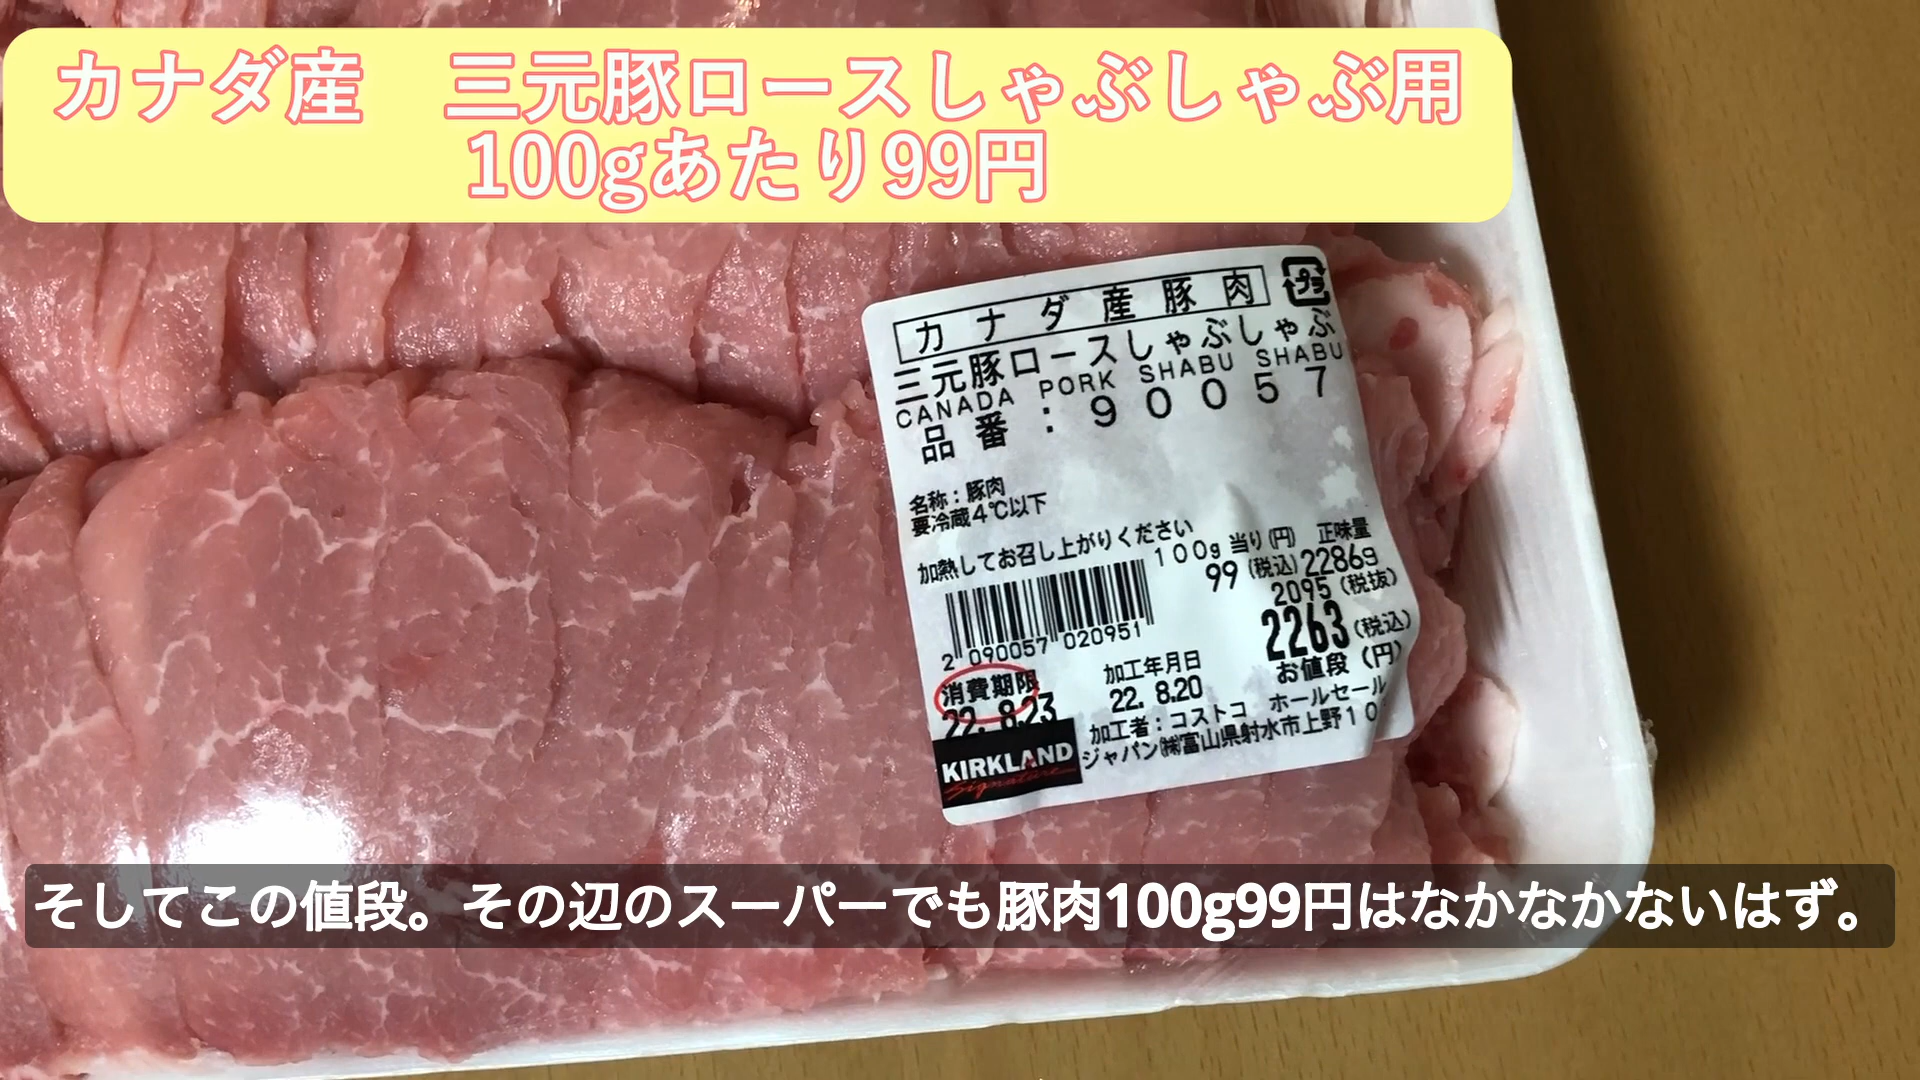 カナダ産　三元豚ロースしゃぶしゃぶ用
100gあたり99円
カナダ産豚肉
プラ
三元豚ロースしゃぶしゃぶ
CANADA PORK SHABU SHABU
品番：90057
名称：豚肉
要冷蔵4℃以下
加熱してお召し上がりください
100g当り(円) 正味量
99(税込) 2286g
2095(税抜)
2263(税込)
お値段(円)
2 090057 020951
消費期限 加工年月日
22. 8.23 22. 8.20
加工者：コストコ ホールセール
ジャパン㈱富山県射水市上野10
KIRKLAND
Signature
そしてこの値段。その辺のスーパーでも豚肉100g99円はなかなかないはず。